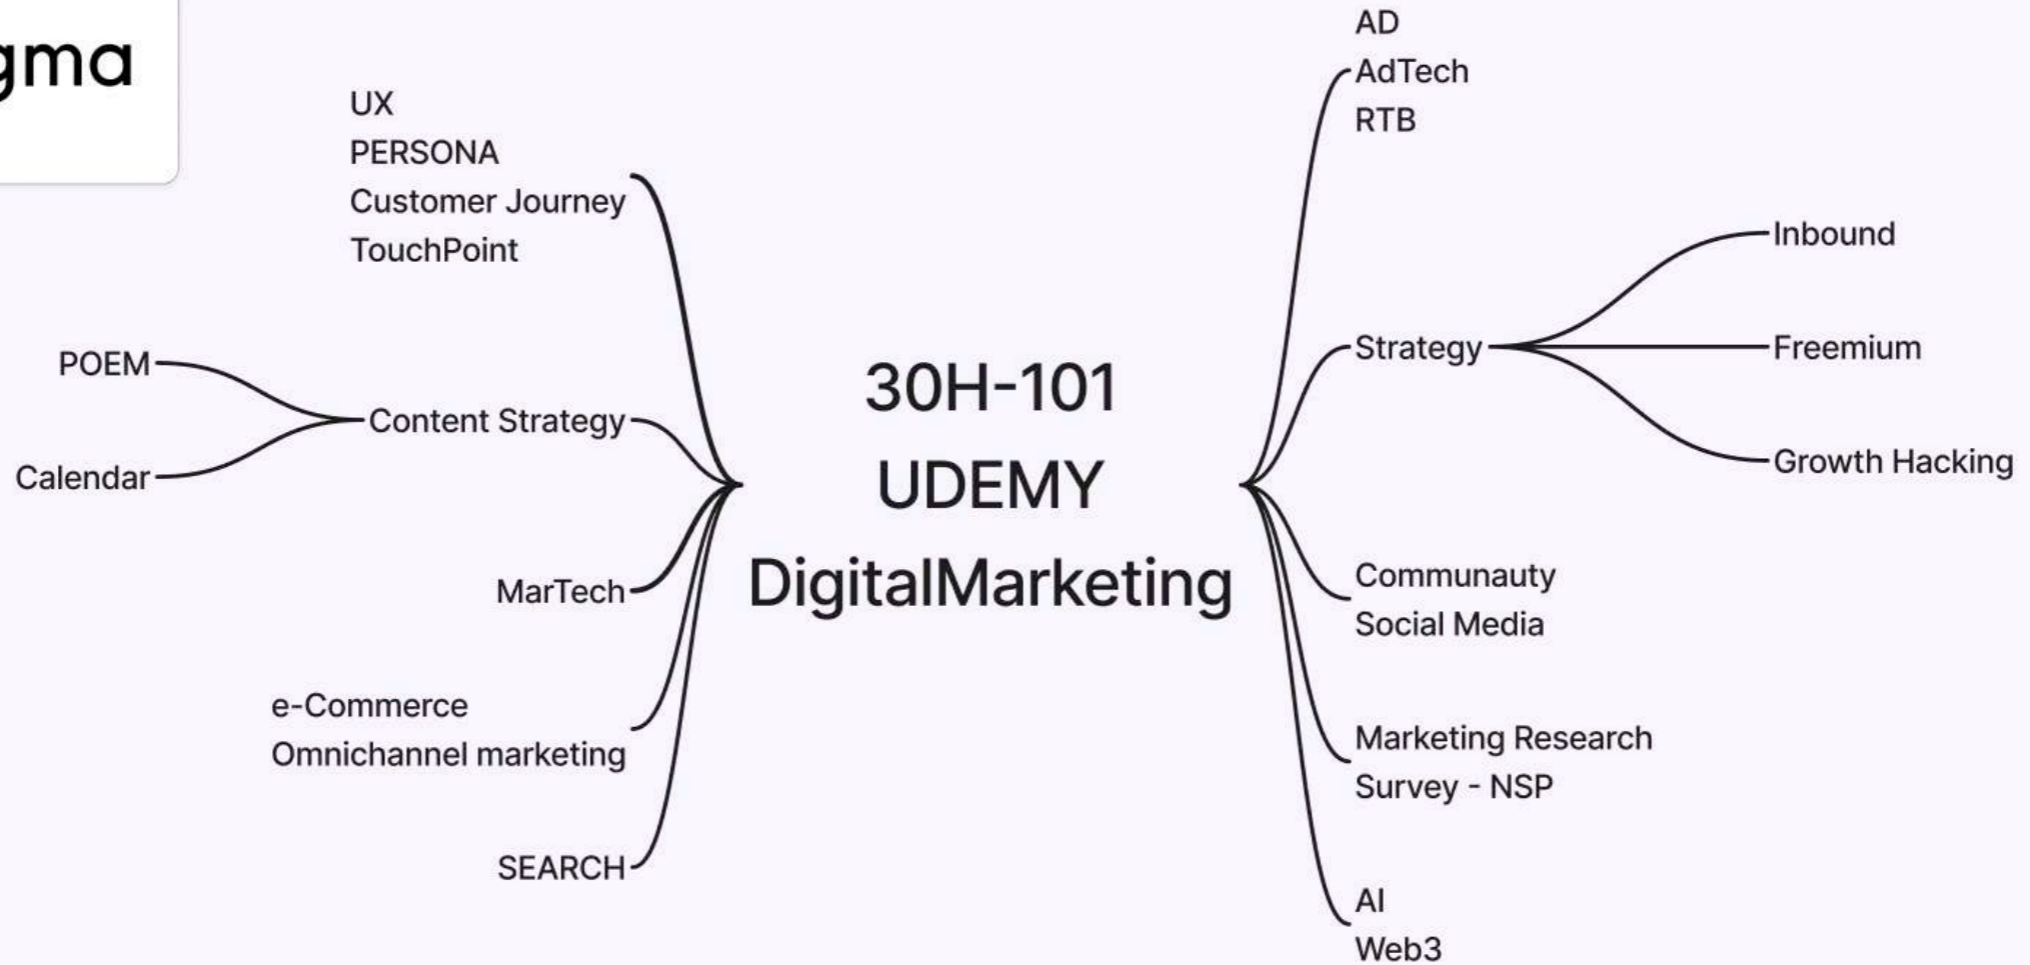 gma
UX
PERSONA
Customer Journey
TouchPoint
POEM
Content Strategy
Calendar
MarTech
e-Commerce
Omnichannel marketing
SEARCH
30H-101
UDEMY
DigitalMarketing
AD
AdTech
RTB
Strategy
Inbound
Freemium
Growth Hacking
Communauty
Social Media
Marketing Research
Survey - NSP
AI
Web3